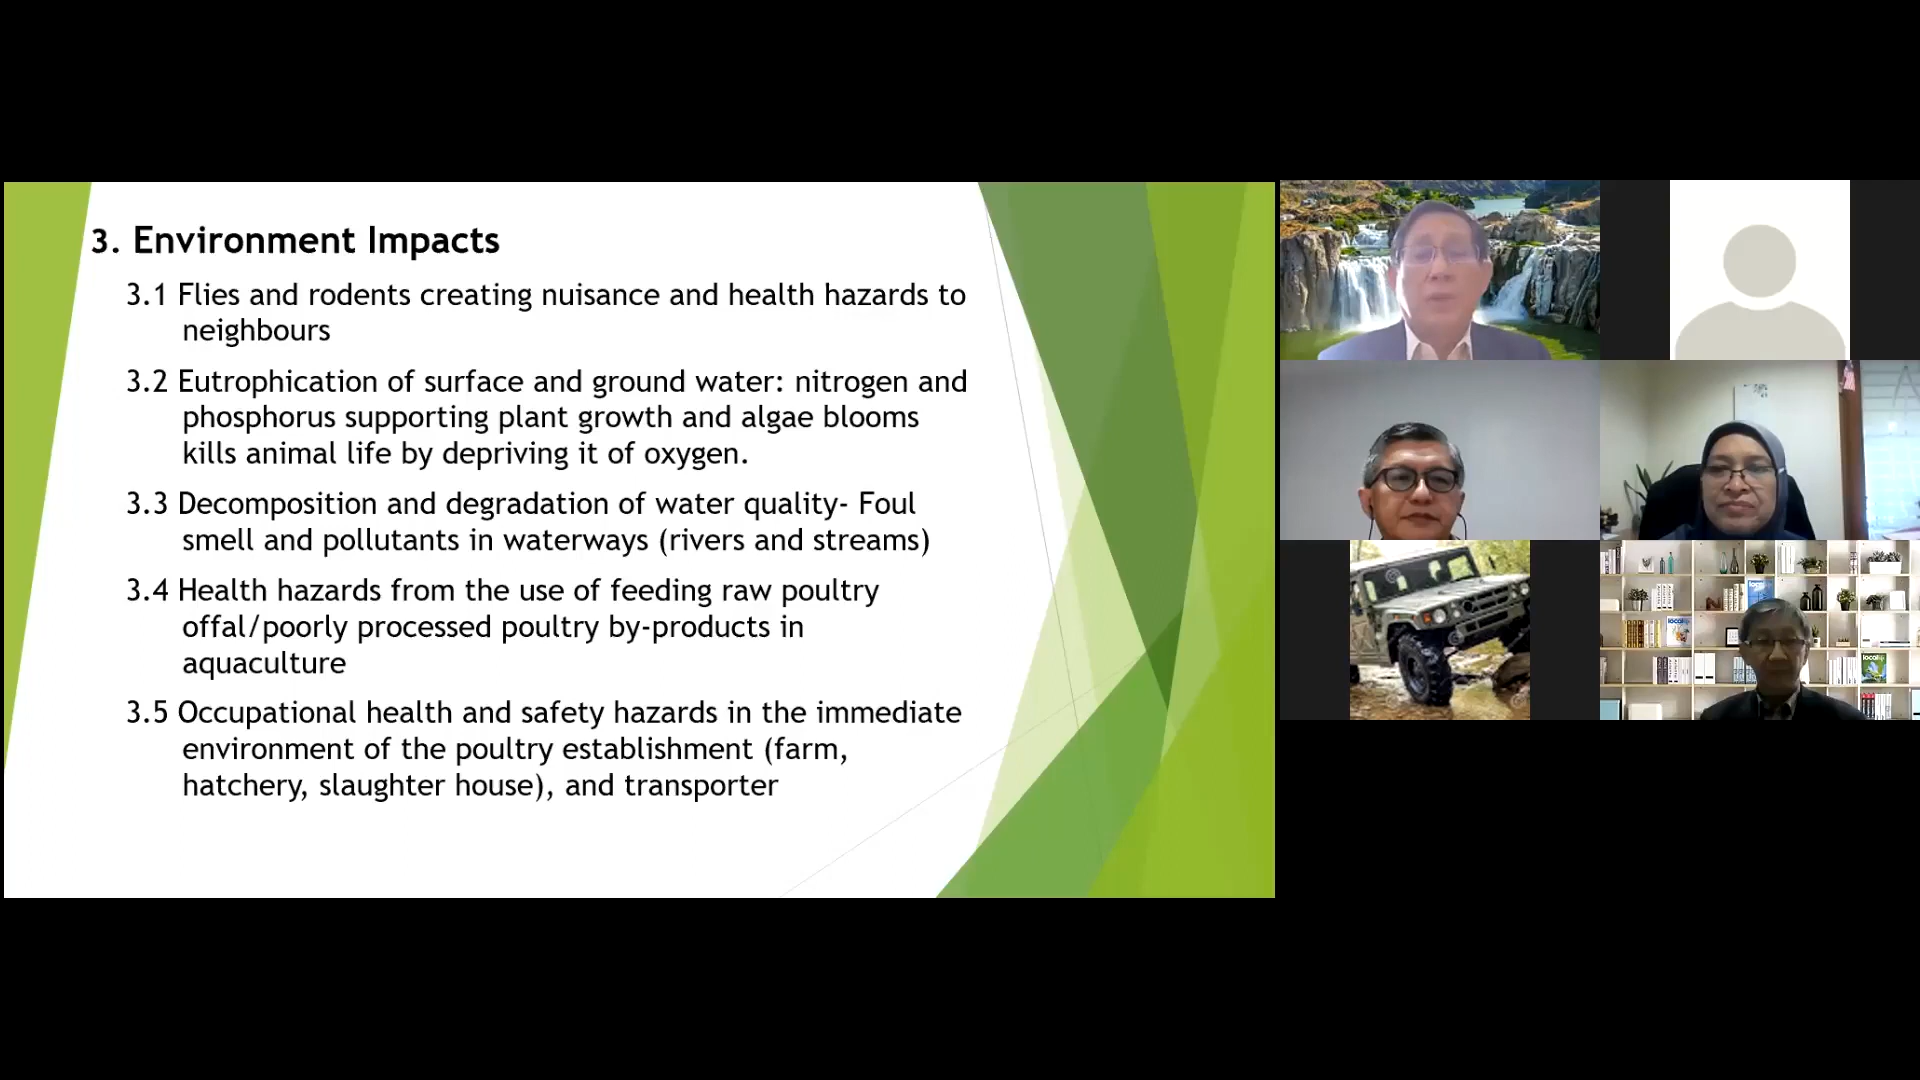 3. Environment Impacts
3.1 Flies and rodents creating nuisance and health hazards to
neighbours
3.2 Eutrophication of surface and ground water: nitrogen and
phosphorus supporting plant growth and algae blooms
kills animal life by depriving it of oxygen.
3.3 Decomposition and degradation of water quality- Foul
smell and pollutants in waterways (rivers and streams)
3.4 Health hazards from the use of feeding raw poultry
offal/poorly processed poultry by-products in
aquaculture
3.5 Occupational health and safety hazards in the immediate
environment of the poultry establishment (farm,
hatchery, slaughter house), and transporter